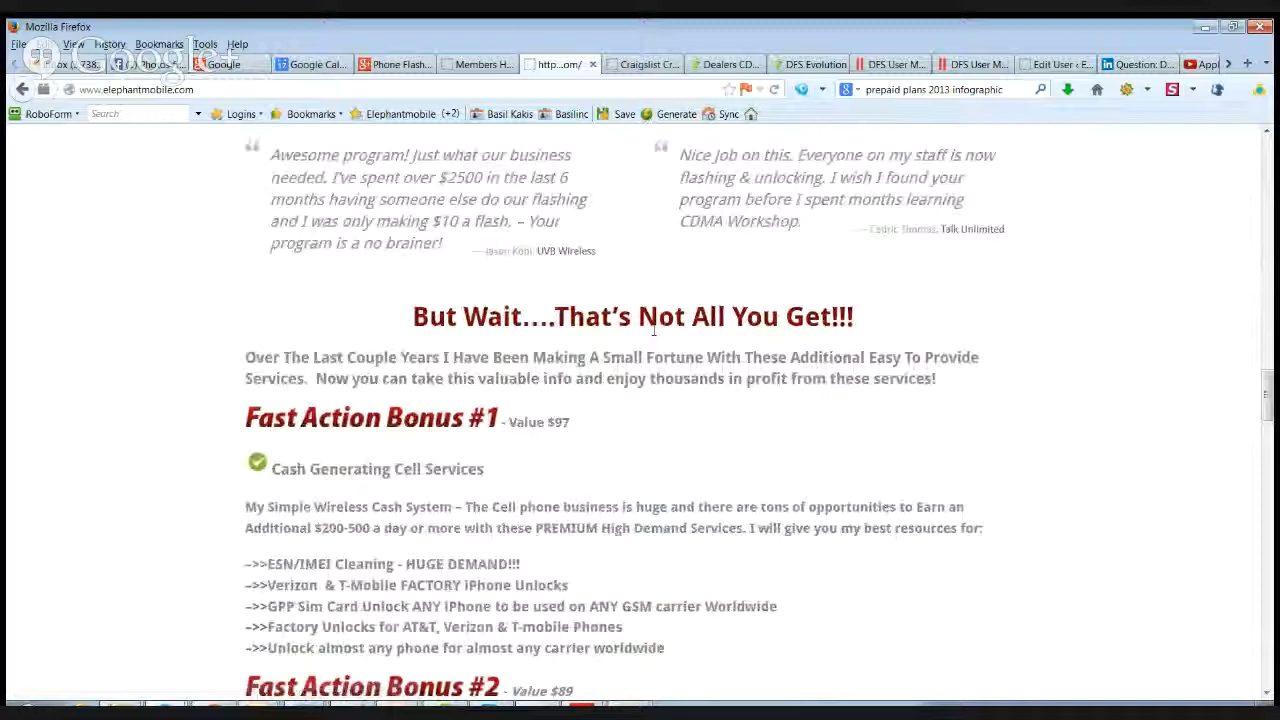 Mozilla Firefox
File Edit View History Bookmarks Tools Help
Google+
Google Google Cal... Phone Flash... Members H... http...om/ Craigslist Cr... Dealers CD... DFS Evolution DFS User M... DFS User M... Edit User ‹ E... Question: D...
www.elephantmobile.com prepaid plans 2013 infographic
RoboForm Search Logins Bookmarks Elephantmobile (+2) Basil Kakis Basilinc Save Generate Sync
Awesome program! Just what our business
needed. I've spent over $2500 in the last 6
months having someone else do our flashing
and I was only making $10 a flash. – Your
program is a no brainer!
UVB Wireless
Nice Job on this. Everyone on my staff is now
flashing & unlocking. I wish I found your
program before I spent months learning
CDMA Workshop.
— Cedric Thomas, Talk Unlimited
But Wait….That's Not All You Get!!!
Over The Last Couple Years I Have Been Making A Small Fortune With These Additional Easy To Provide
Services. Now you can take this valuable info and enjoy thousands in profit from these services!
Fast Action Bonus #1 - Value $97
Cash Generating Cell Services
My Simple Wireless Cash System – The Cell phone business is huge and there are tons of opportunities to Earn an
Additional $200-500 a day or more with these PREMIUM High Demand Services. I will give you my best resources for:
–>>ESN/IMEI Cleaning - HUGE DEMAND!!!
–>>Verizon & T-Mobile FACTORY iPhone Unlocks
–>>GPP Sim Card Unlock ANY iPhone to be used on ANY GSM carrier Worldwide
–>>Factory Unlocks for AT&T, Verizon & T-mobile Phones
–>>Unlock almost any phone for almost any carrier worldwide
Fast Action Bonus #2 - Value $89